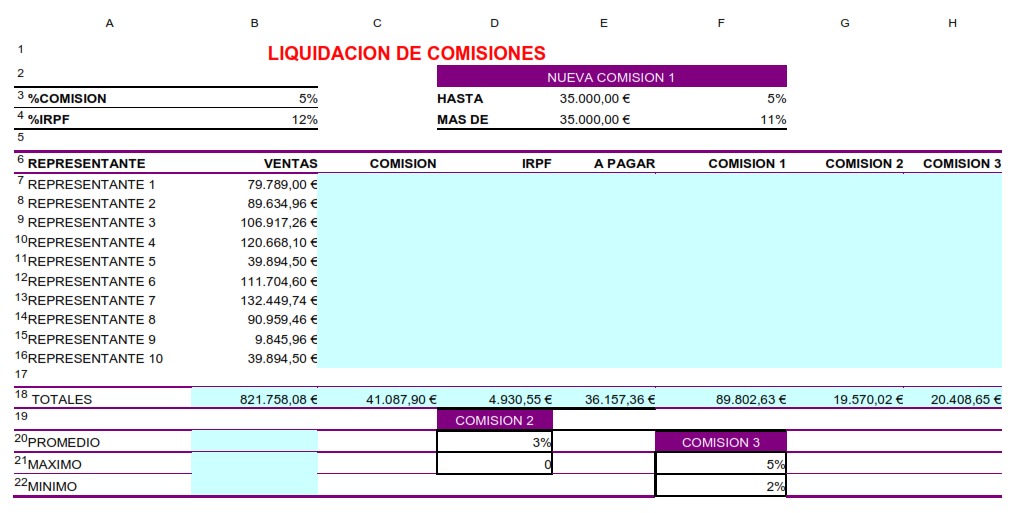 A B C D E F G H
1 LIQUIDACION DE COMISIONES
2 NUEVA COMISION 1
3 %COMISION 5% HASTA 35.000,00 € 5%
4 %IRPF 12% MAS DE 35.000,00 € 11%
5
6 REPRESENTANTE VENTAS COMISION IRPF A PAGAR COMISION 1 COMISION 2 COMISION 3
7 REPRESENTANTE 1 79.789,00 €
8 REPRESENTANTE 2 89.634,96 €
9 REPRESENTANTE 3 106.917,26 €
10 REPRESENTANTE 4 120.668,10 €
11 REPRESENTANTE 5 39.894,50 €
12 REPRESENTANTE 6 111.704,60 €
13 REPRESENTANTE 7 132.449,74 €
14 REPRESENTANTE 8 90.959,46 €
15 REPRESENTANTE 9 9.845,96 €
16 REPRESENTANTE 10 39.894,50 €
17
18 TOTALES 821.758,08 € 41.087,90 € 4.930,55 € 36.157,36 € 89.802,63 € 19.570,02 € 20.408,65 €
19 COMISION 2
20 PROMEDIO 3% COMISION 3
21 MAXIMO 0 5%
22 MINIMO 2%